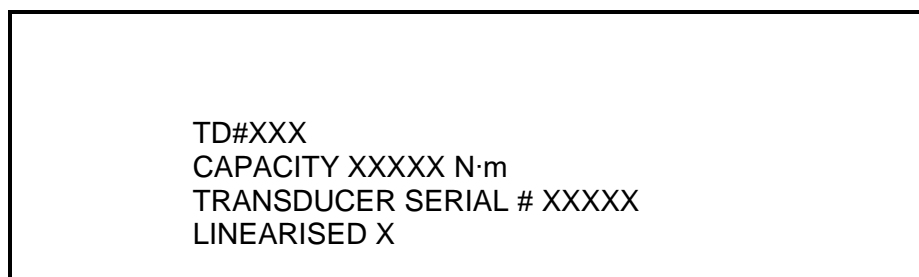 TD#XXX
CAPACITY XXXXX N·m
TRANSDUCER SERIAL # XXXXX
LINEARISED X